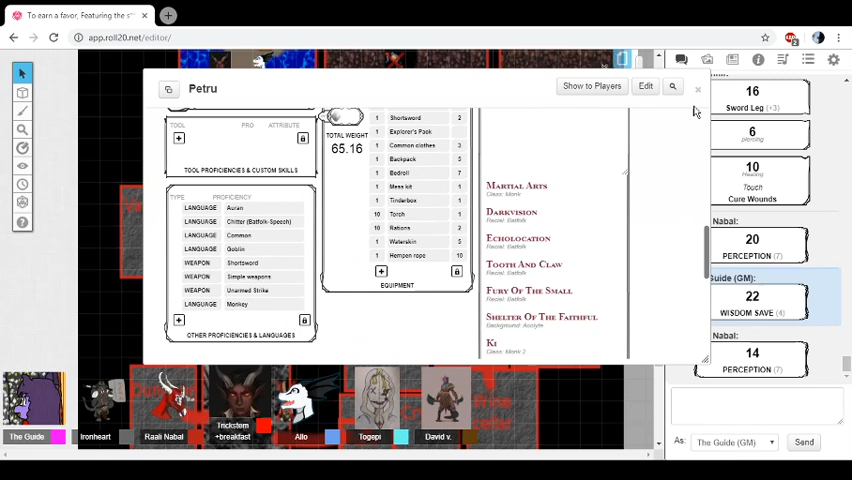 To earn a favor, Featuring the st
app.roll20.net/editor/
Petru
Show to Players
Edit
TOOL PRO ATTRIBUTE
TOOL PROFICIENCIES & CUSTOM SKILLS
TYPE PROFICIENCY
LANGUAGE Auran
LANGUAGE Chitter (Batfolk-Speech)
LANGUAGE Common
LANGUAGE Goblin
WEAPON Shortsword
WEAPON Simple weapons
WEAPON Unarmed Strike
LANGUAGE Monkey
OTHER PROFICIENCIES & LANGUAGES
TOTAL WEIGHT
65.16
1 Shortsword 2
1 Explorer's Pack
1 Common clothes 3
1 Backpack 5
1 Bedroll 7
1 Mess kit 1
1 Tinderbox 1
10 Torch 1
10 Rations 2
1 Waterskin 5
1 Hempen rope 10
EQUIPMENT
MARTIAL ARTS
Class: Monk
DARKVISION
Racial: Batfolk
ECHOLOCATION
Racial: Batfolk
TOOTH AND CLAW
Racial: Batfolk
FURY OF THE SMALL
Racial: Batfolk
SHELTER OF THE FAITHFUL
Background: Acolyte
KI
Class: Monk 2
16
Sword Leg (+3)
6
piercing
10
Healing
Touch
Cure Wounds
Nabal:
20
PERCEPTION (7)
Guide (GM):
22
WISDOM SAVE (4)
Nabal:
14
PERCEPTION (7)
As:
The Guide (GM)
Send
The Guide
Ironheart
Raali Nabal
Trickstem
+breakfast
Allo
Togepi
David v.